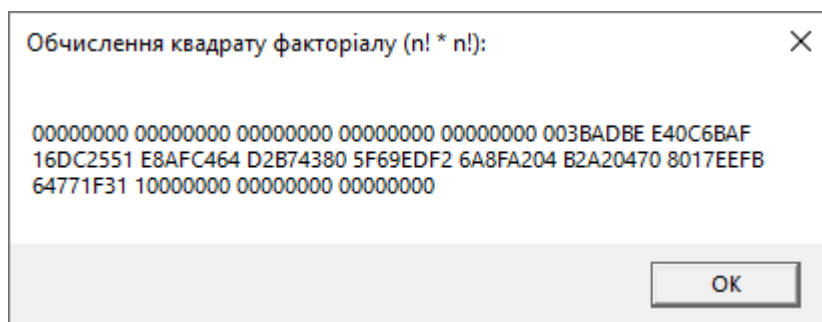 Обчислення квадрату факторіалу (n! * n!):
00000000 00000000 00000000 00000000 00000000 003BADBE E40C6BAF
16DC2551 E8AFC464 D2B74380 5F69EDF2 6A8FA204 B2A20470 8017EEFB
64771F31 10000000 00000000 00000000
OK